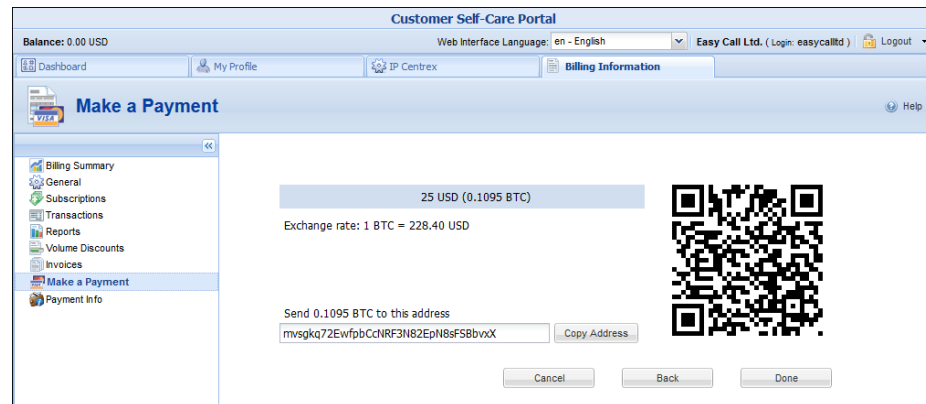 Customer Self-Care Portal
Balance: 0.00 USD Web Interface Language: en - English Easy Call Ltd. ( Login: easycallltd ) Logout
Dashboard My Profile IP Centrex Billing Information
VISA Make a Payment Help
Billing Summary
General
Subscriptions
Transactions
Reports
Volume Discounts
Invoices
Make a Payment
Payment Info
25 USD (0.1095 BTC)
Exchange rate: 1 BTC = 228.40 USD
Send 0.1095 BTC to this address
mvsgkq72EwfpbCcNRF3N82EpN8sFSBbvxX Copy Address
Cancel Back Done